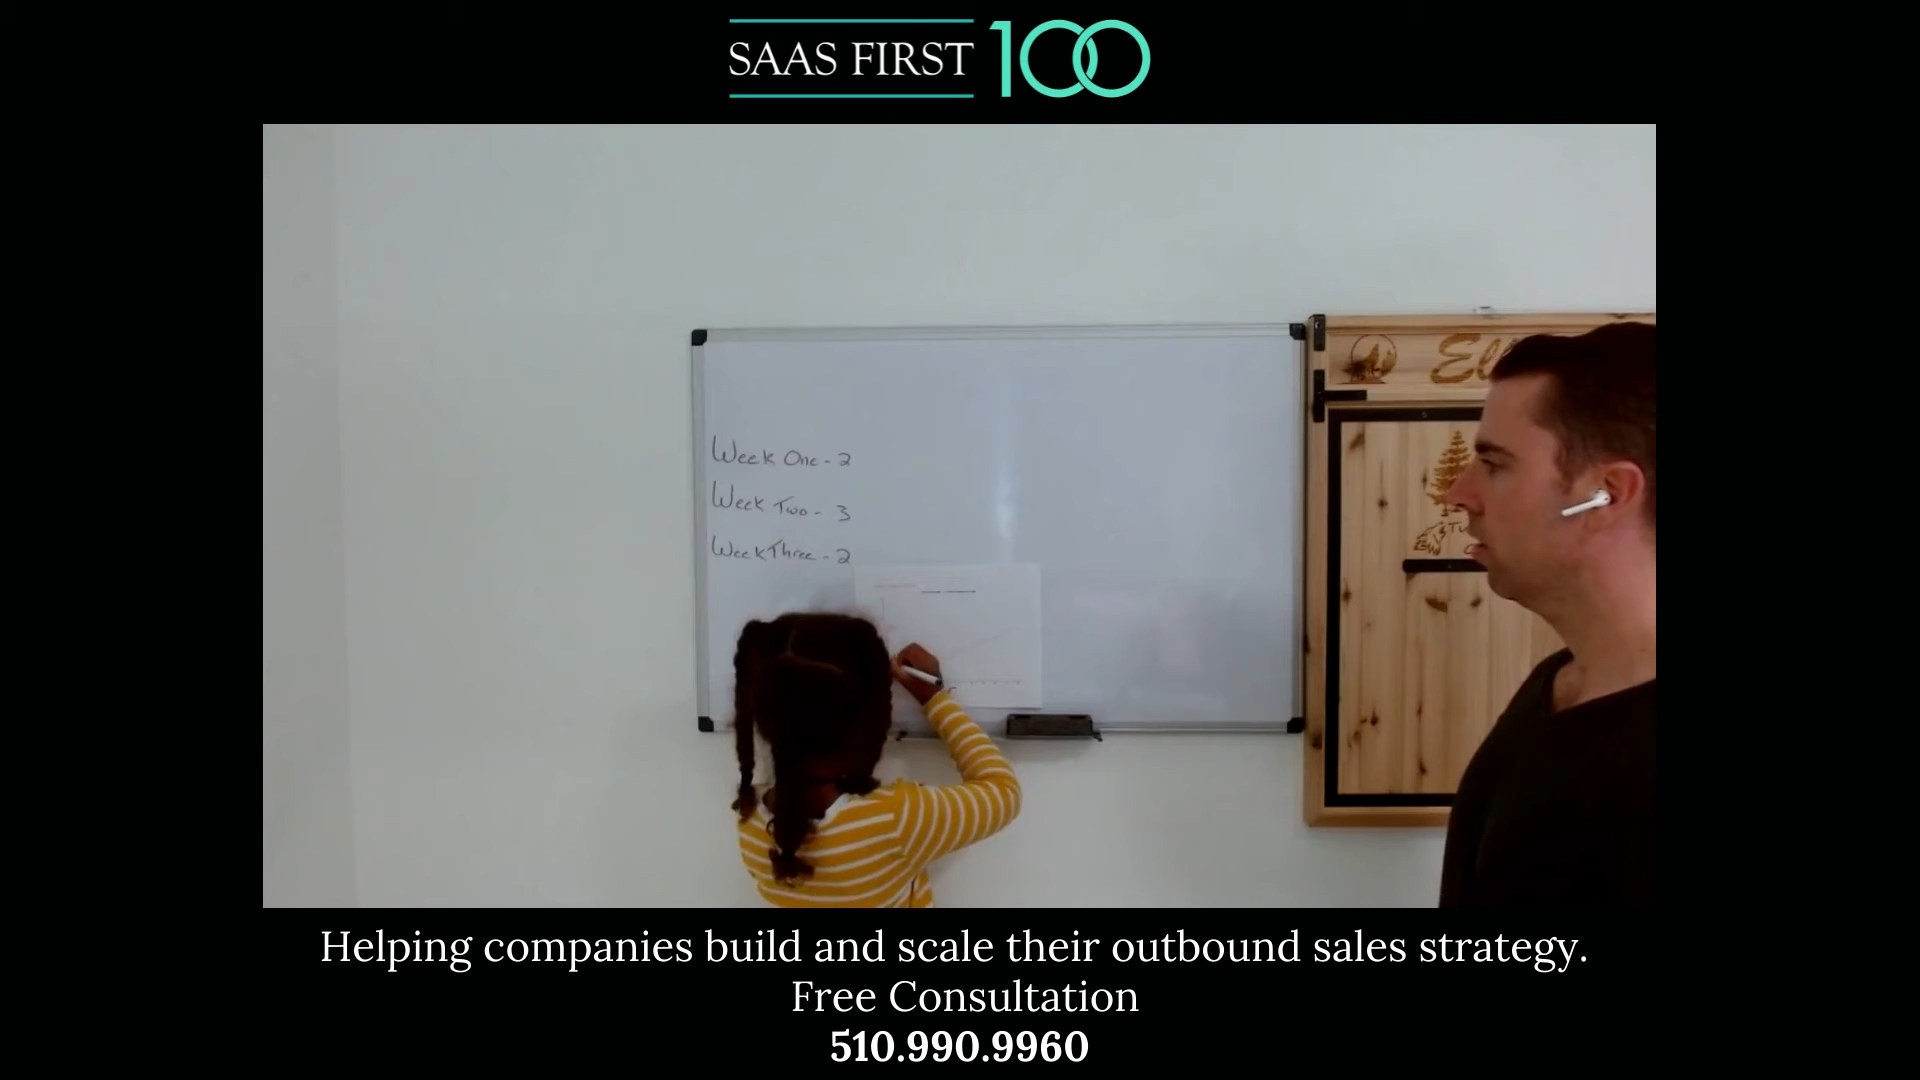 SAAS FIRST 100
Week One - 2
Week Two - 3
Week Three - 2
Helping companies build and scale their outbound sales strategy.
Free Consultation
510.990.9960